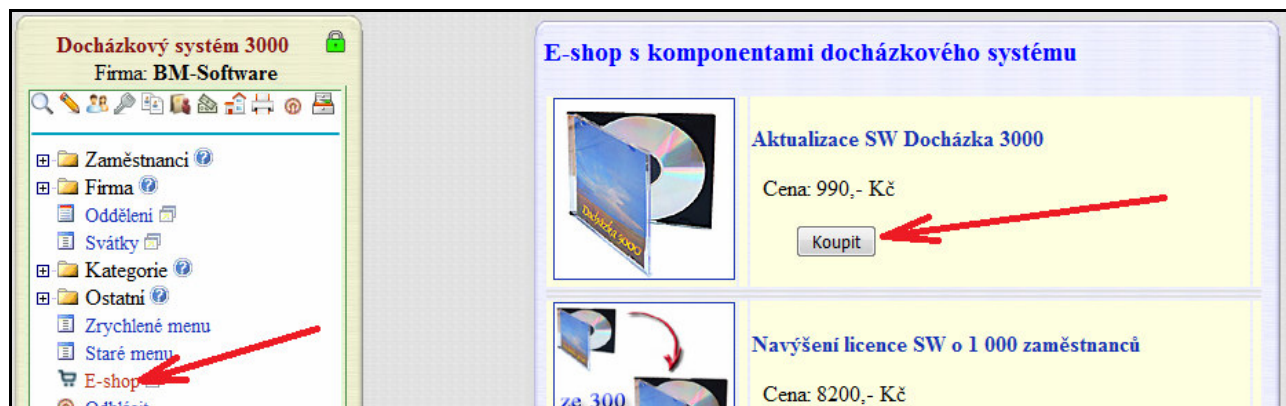 Docházkový systém 3000
Firma: BM-Software
Zaměstnanci
Firma
Oddělení
Svátky
Kategorie
Ostatní
Zrychlené menu
Staré menu
E-shop
Odhlásit
E-shop s komponentami docházkového systému
Docházka 3000
Aktualizace SW Docházka 3000
Cena: 990,- Kč
Koupit
ze 300
Navýšení licence SW o 1 000 zaměstnanců
Cena: 8200,- Kč